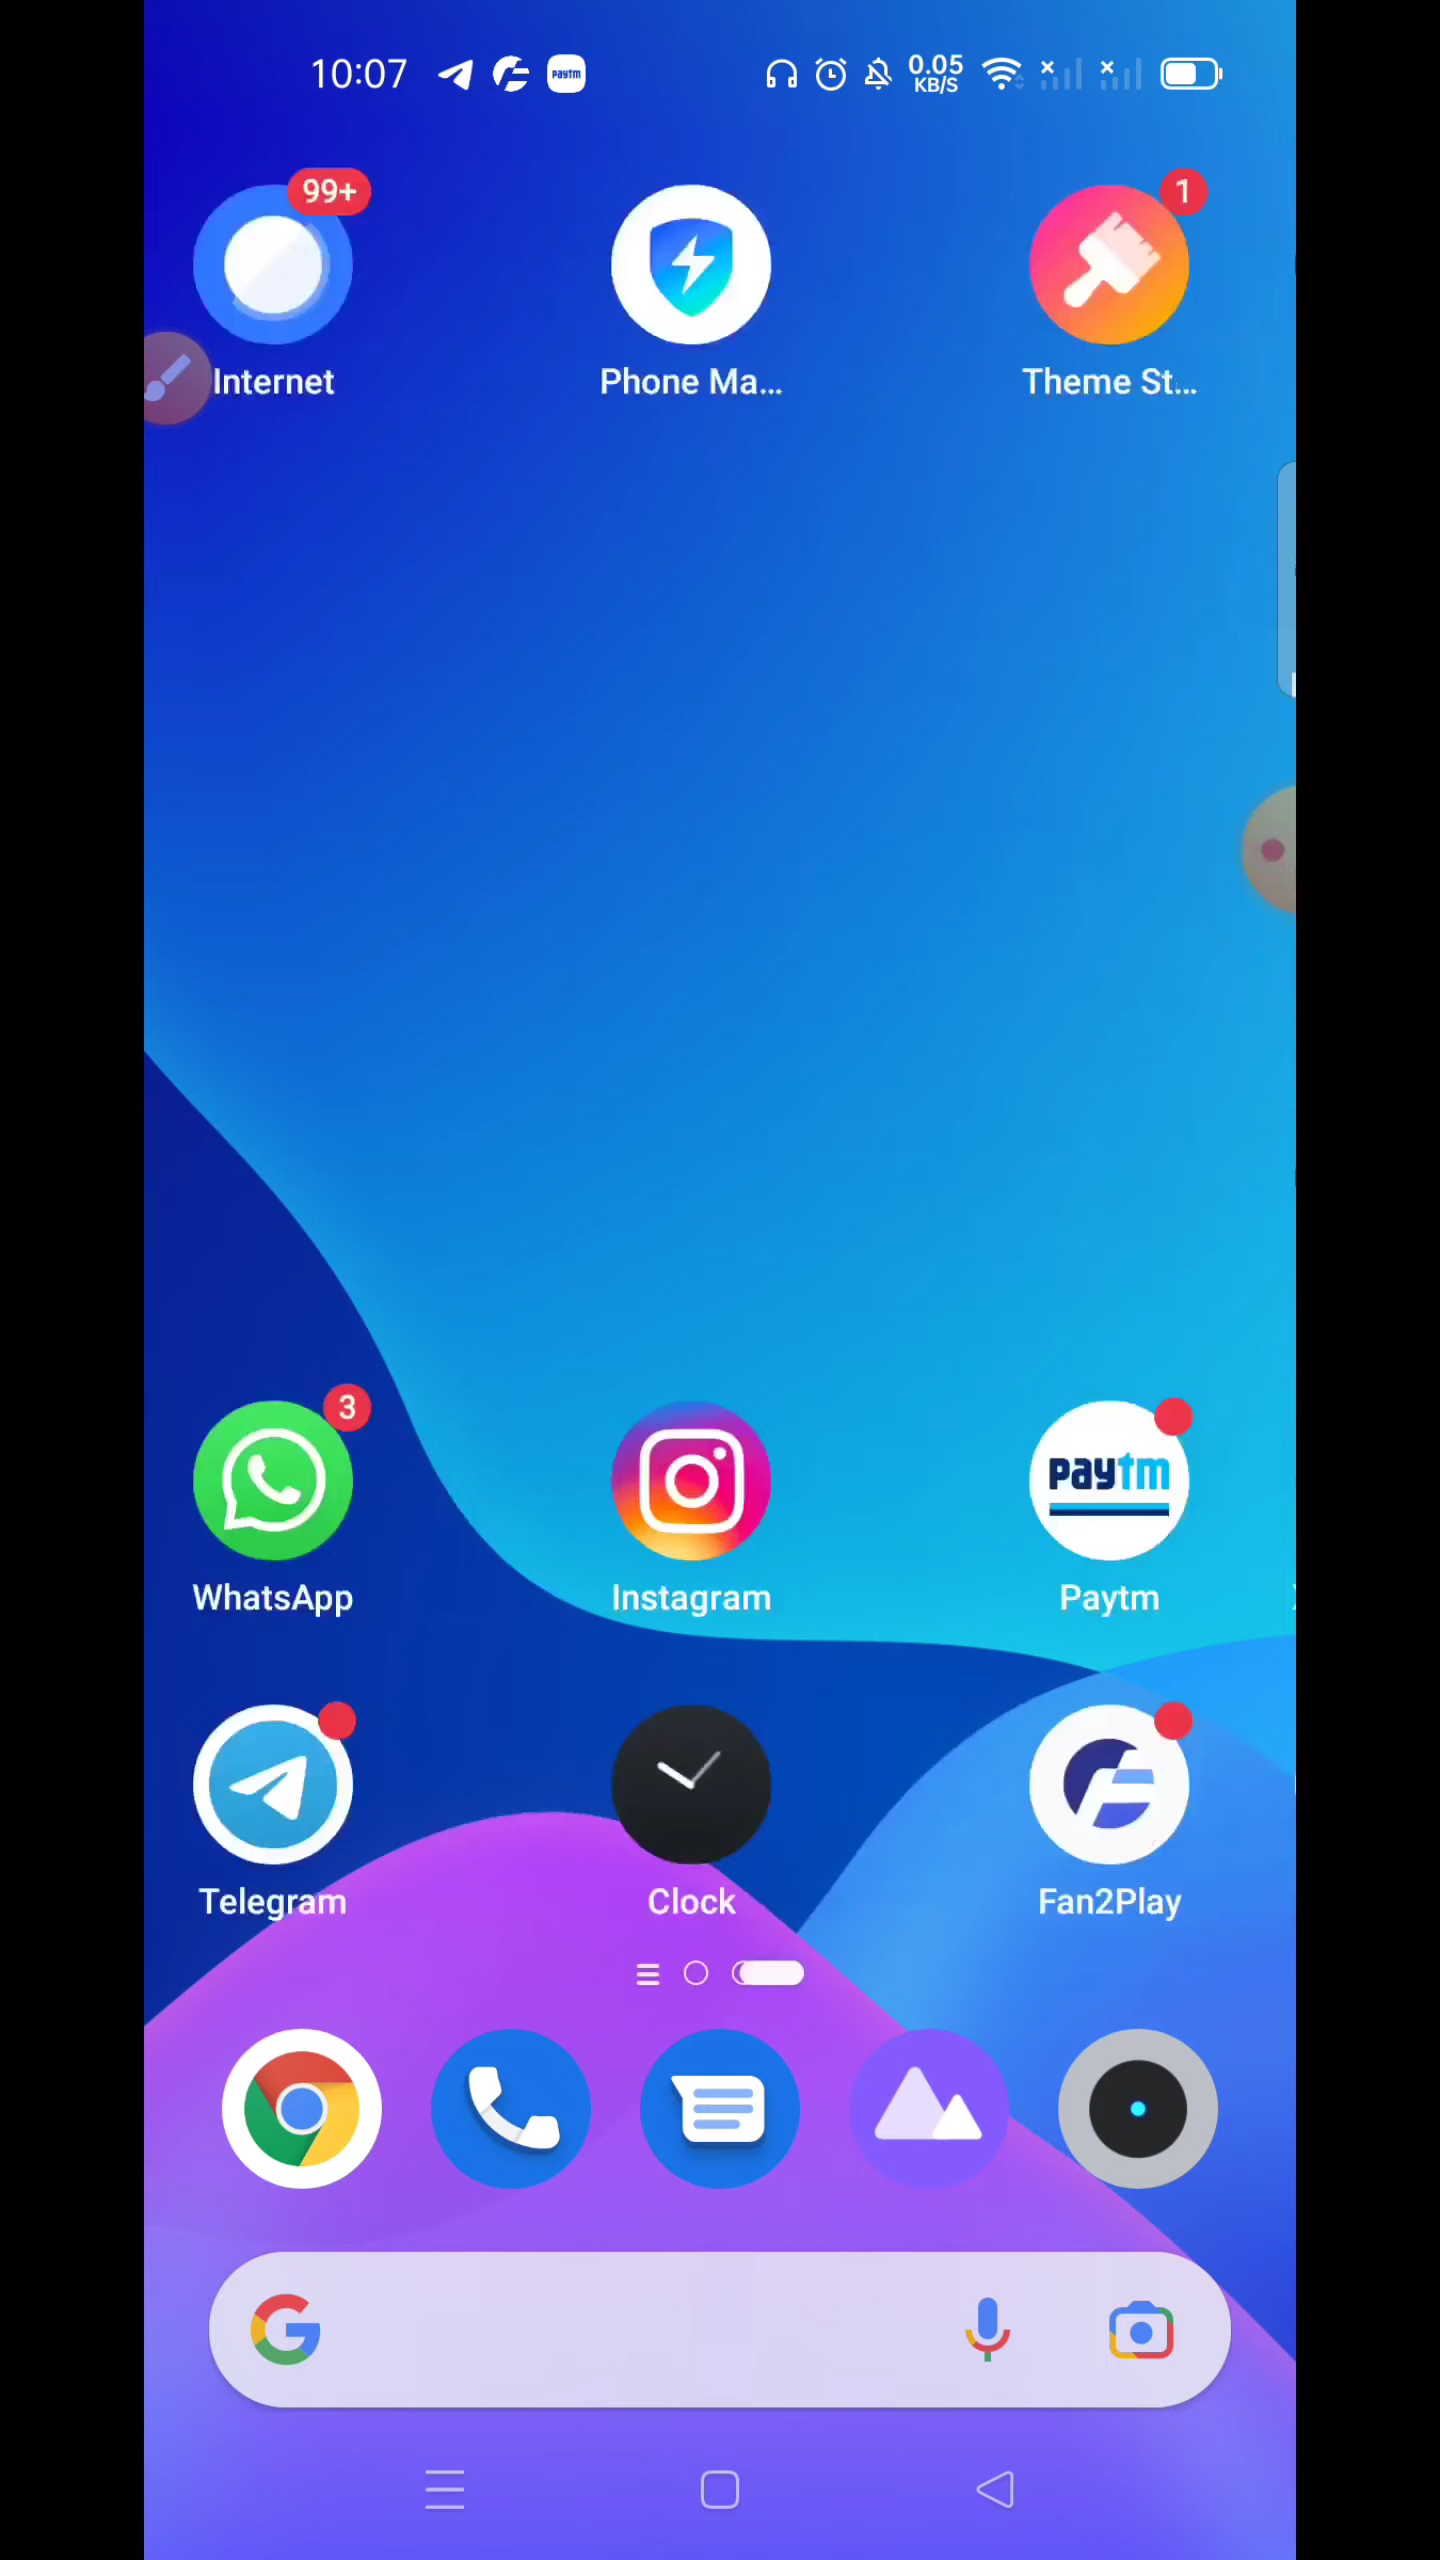 10:07 paytm 0.05 KB/S
99+ 1
Internet Phone Ma... Theme St...
3
paytm
WhatsApp Instagram Paytm
Telegram Clock Fan2Play